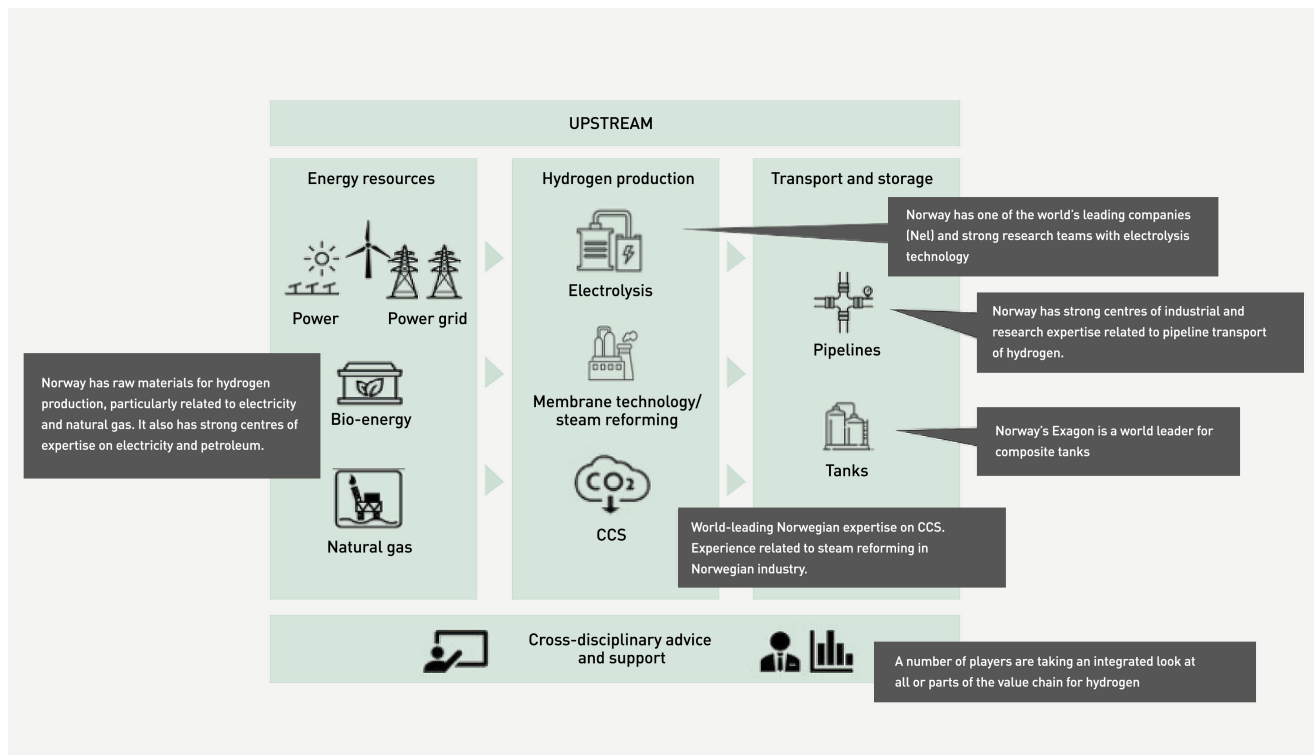 UPSTREAM
Energy resources
Power
Power grid
Bio-energy
Natural gas
Norway has raw materials for hydrogen
production, particularly related to electricity
and natural gas. It also has strong centres of
expertise on electricity and petroleum.
Hydrogen production
Electrolysis
Membrane technology/
steam reforming
CO2
CCS
Transport and storage
Pipelines
Tanks
Norway has one of the world's leading companies
(Nel) and strong research teams with electrolysis
technology
Norway has strong centres of industrial and
research expertise related to pipeline transport
of hydrogen.
Norway's Exagon is a world leader for
composite tanks
World-leading Norwegian expertise on CCS.
Experience related to steam reforming in
Norwegian industry.
Cross-disciplinary advice
and support
A number of players are taking an integrated look at
all or parts of the value chain for hydrogen